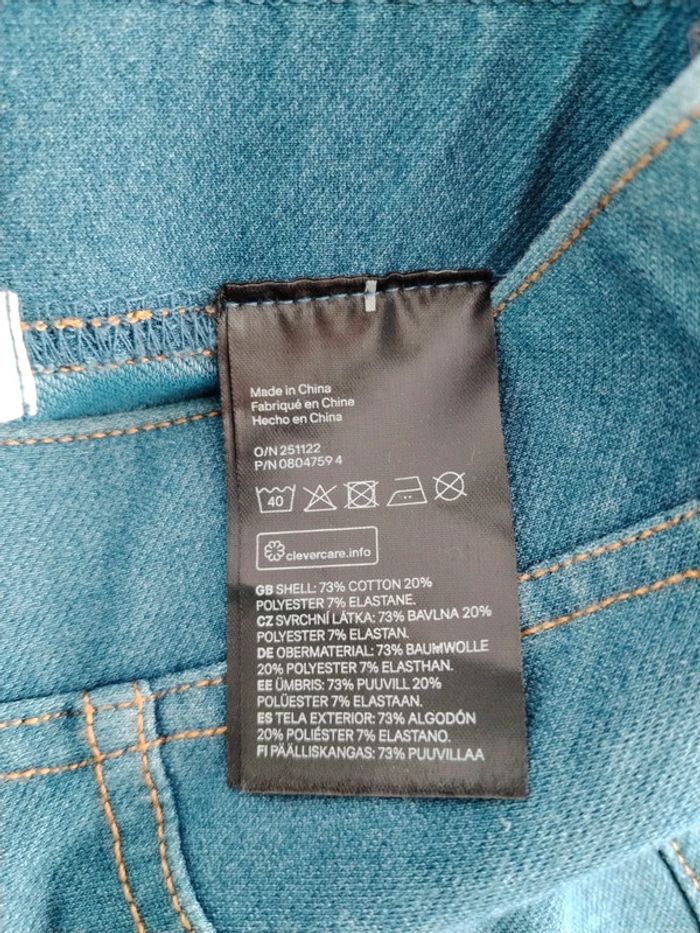 Made in China
Fabriqué en Chine
Hecho en China
O/N 251122
P/N 0804759 4
40
clevercare.info
GB SHELL: 73% COTTON 20%
POLYESTER 7% ELASTANE.
CZ SVRCHNÍ LÁTKA: 73% BAVLNA 20%
POLYESTER 7% ELASTAN.
DE OBERMATERIAL: 73% BAUMWOLLE
20% POLYESTER 7% ELASTHAN.
EE ÜMBRIS: 73% PUUVILL 20%
POLÜESTER 7% ELASTAAN.
ES TELA EXTERIOR: 73% ALGODÓN
20% POLIÉSTER 7% ELASTANO.
FI PÄÄLLISKANGAS: 73% PUUVILLAA